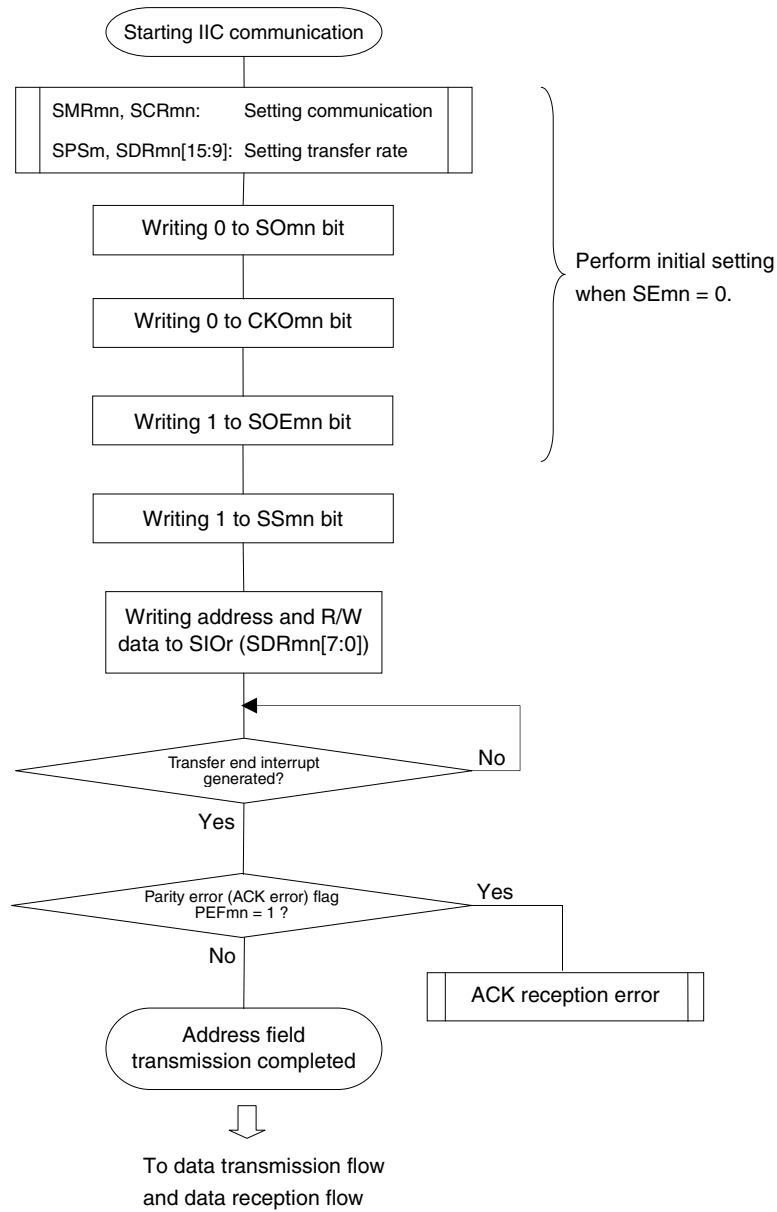 Starting IIC communication
SMRmn, SCRmn: Setting communication
SPSm, SDRmn[15:9]: Setting transfer rate
Writing 0 to SOmn bit
Perform initial setting
when SEmn = 0.
Writing 0 to CKOmn bit
Writing 1 to SOEmn bit
Writing 1 to SSmn bit
Writing address and R/W
data to SIOr (SDRmn[7:0])
Transfer end interrupt
generated?
No
Yes
Parity error (ACK error) flag
PEFmn = 1 ?
Yes
No
ACK reception error
Address field
transmission completed
To data transmission flow
and data reception flow